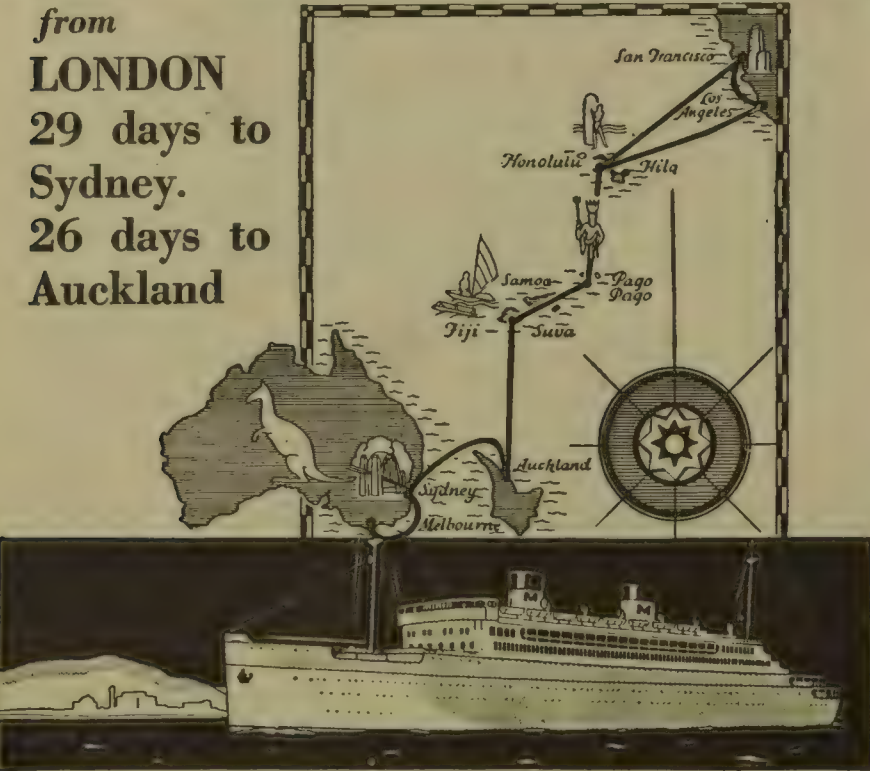 from
LONDON
29 days to
Sydney.
26 days to
Auckland
San Francisco
Los
Angeles
Honolulu
Hilo
Samoa
Pago
Pago
Fiji
Suva
Auckland
Sydney
Melbourne
M
M